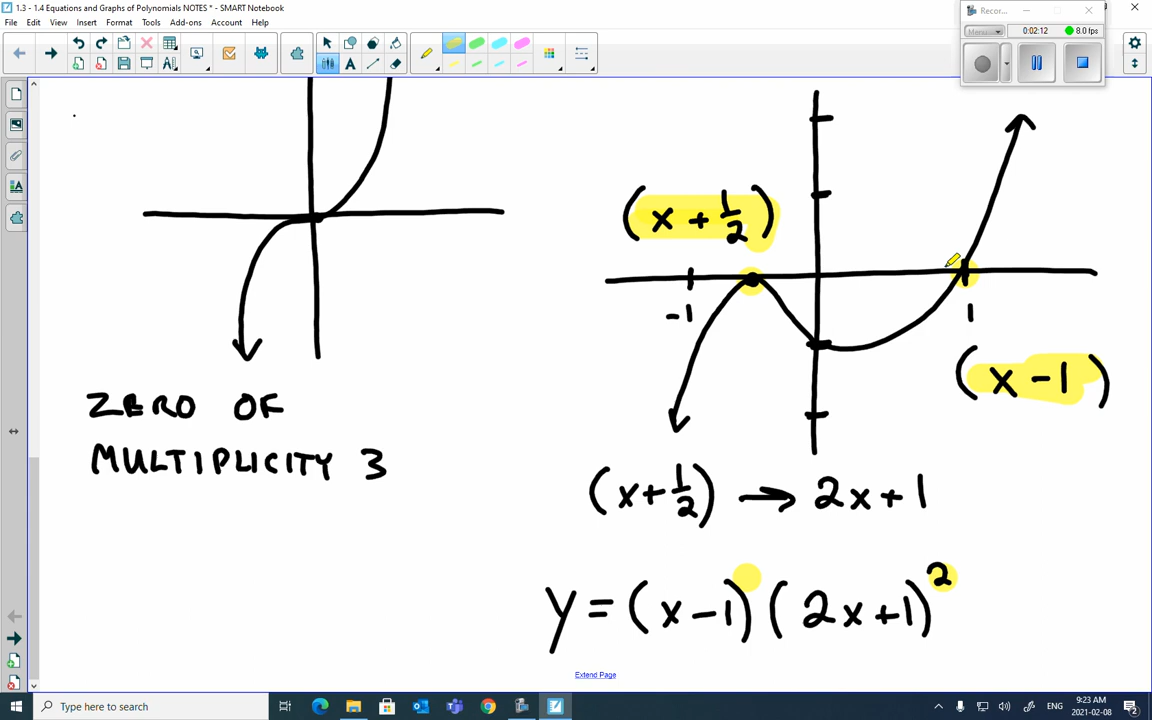 1.3 - 1.4 Equations and Graphs of Polynomials NOTES * - SMART Notebook
Recor...
File Edit View Insert Format Tools Add-ons Account Help
Menu
0:02:12
8.0 fps
(x + 1/2)
-1
1
(x - 1)
ZERO OF
MULTIPLICITY 3
(x + 1/2) → 2x + 1
y = (x - 1)(2x + 1)²
Extend Page
Type here to search
ENG
9:23 AM
2021-02-08
2